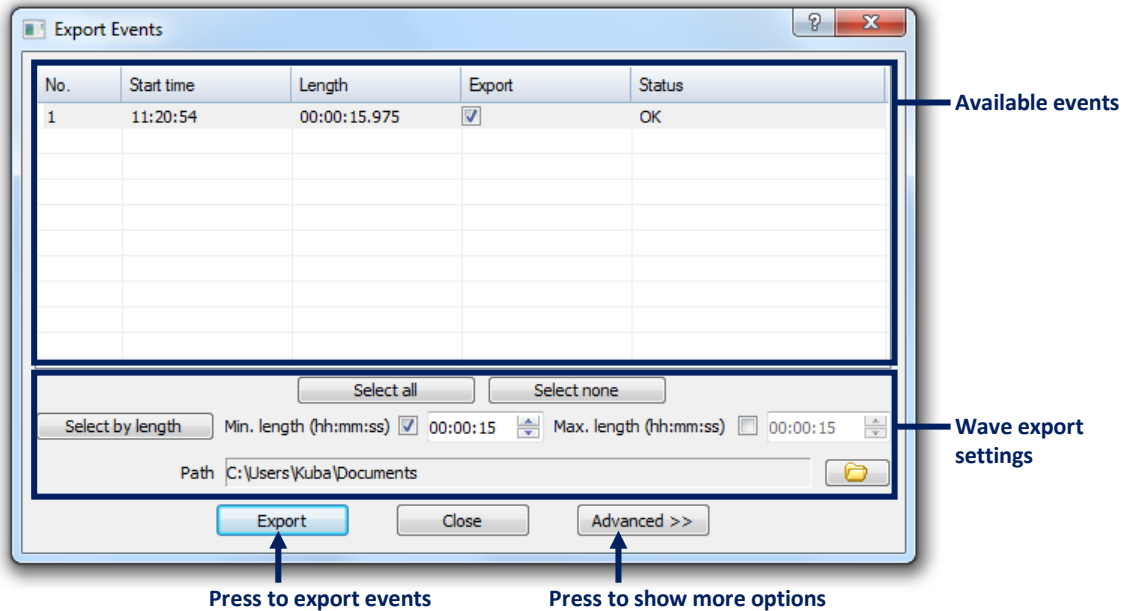 Export Events
No. Start time Length Export Status
Available events
1 11:20:54 00:00:15.975 OK
Select all Select none
Select by length Min. length (hh:mm:ss) 00:00:15 Max. length (hh:mm:ss) 00:00:15
Wave export
settings
Path C:\Users\Kuba\Documents
Export Close Advanced >>
Press to export events Press to show more options